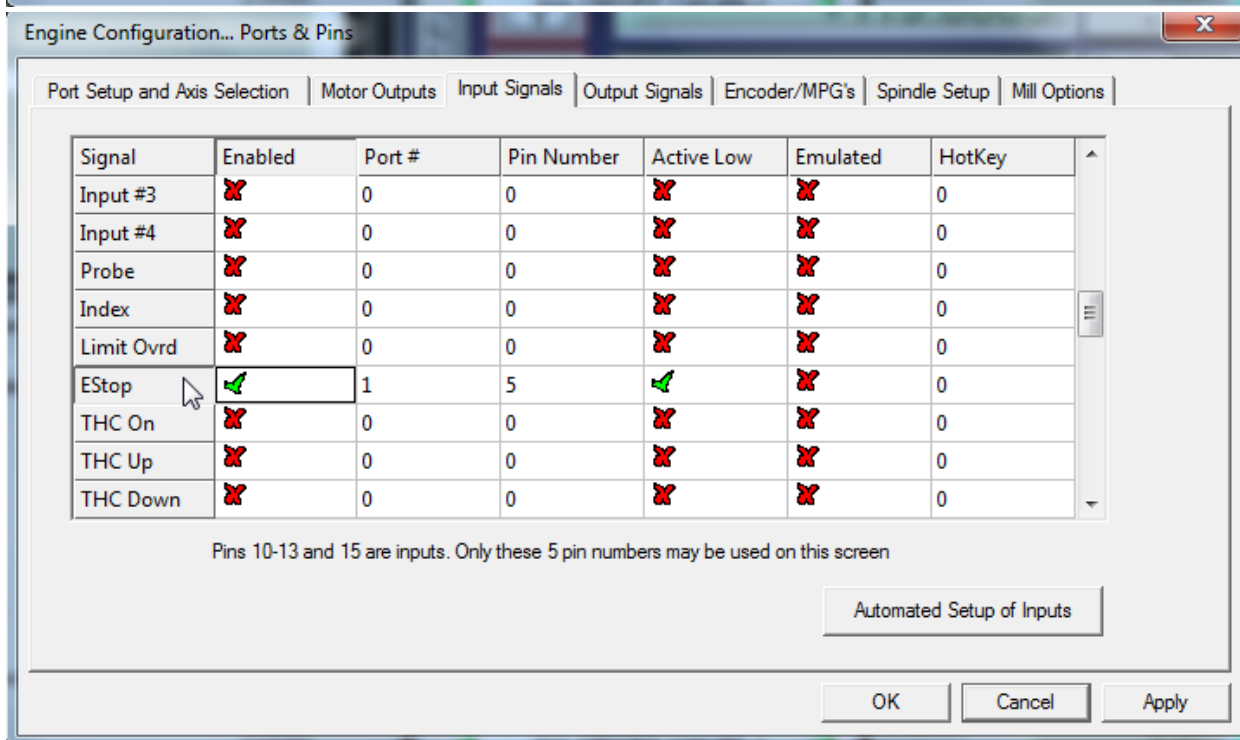 Engine Configuration... Ports & Pins
Port Setup and Axis Selection Motor Outputs Input Signals Output Signals Encoder/MPG's Spindle Setup Mill Options
Signal Enabled Port # Pin Number Active Low Emulated HotKey
Input #3 0 0 0
Input #4 0 0 0
Probe 0 0 0
Index 0 0 0
Limit Ovrd 0 0 0
EStop 1 5 0
THC On 0 0 0
THC Up 0 0 0
THC Down 0 0 0
Pins 10-13 and 15 are inputs. Only these 5 pin numbers may be used on this screen
Automated Setup of Inputs
OK Cancel Apply